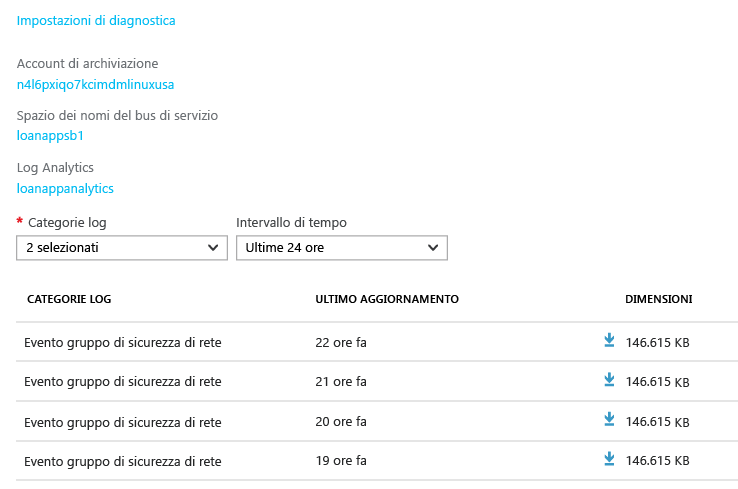 Impostazioni di diagnostica
Account di archiviazione
n4l6pxiqo7kcimdmlinuxusa
Spazio dei nomi del bus di servizio
loanappsb1
Log Analytics
loanappanalytics
* Categorie log Intervallo di tempo
2 selezionati Ultime 24 ore
CATEGORIE LOG ULTIMO AGGIORNAMENTO DIMENSIONI
Evento gruppo di sicurezza di rete 22 ore fa 146.615 KB
Evento gruppo di sicurezza di rete 21 ore fa 146.615 KB
Evento gruppo di sicurezza di rete 20 ore fa 146.615 KB
Evento gruppo di sicurezza di rete 19 ore fa 146.615 KB